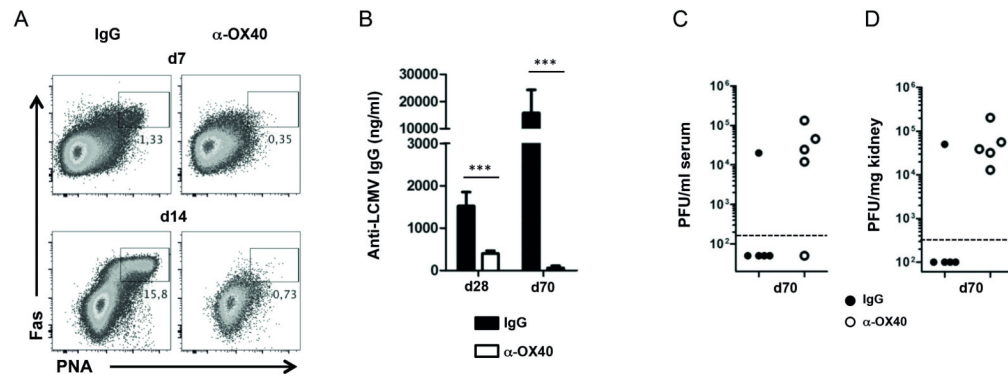 A
IgG
α-OX40
d7
1,33
0,35
d14
15,8
0,73
Fas
PNA
B
Anti-LCMV IgG (ng/ml)
30000
20000
10000
3000
2000
1000
0
***
***
d28
d70
IgG
α-OX40
C
PFU/ml serum
10⁶
10⁵
10⁴
10³
10²
d70
D
PFU/mg kidney
10⁶
10⁵
10⁴
10³
10²
d70
IgG
α-OX40